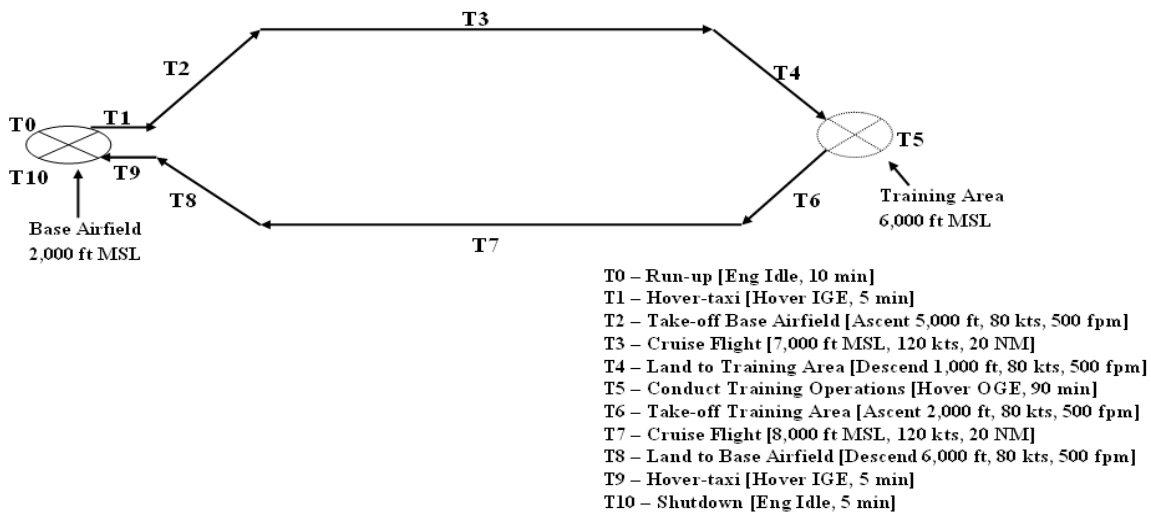 T3
T2
T4
T1
T0
T5
T9
T10
T8
T6
Training Area
6,000 ft MSL
Base Airfield
2,000 ft MSL
T7
T0 – Run-up [Eng Idle, 10 min]
T1 – Hover-taxi [Hover IGE, 5 min]
T2 – Take-off Base Airfield [Ascent 5,000 ft, 80 kts, 500 fpm]
T3 – Cruise Flight [7,000 ft MSL, 120 kts, 20 NM]
T4 – Land to Training Area [Descend 1,000 ft, 80 kts, 500 fpm]
T5 – Conduct Training Operations [Hover OGE, 90 min]
T6 – Take-off Training Area [Ascent 2,000 ft, 80 kts, 500 fpm]
T7 – Cruise Flight [8,000 ft MSL, 120 kts, 20 NM]
T8 – Land to Base Airfield [Descend 6,000 ft, 80 kts, 500 fpm]
T9 – Hover-taxi [Hover IGE, 5 min]
T10 – Shutdown [Eng Idle, 5 min]